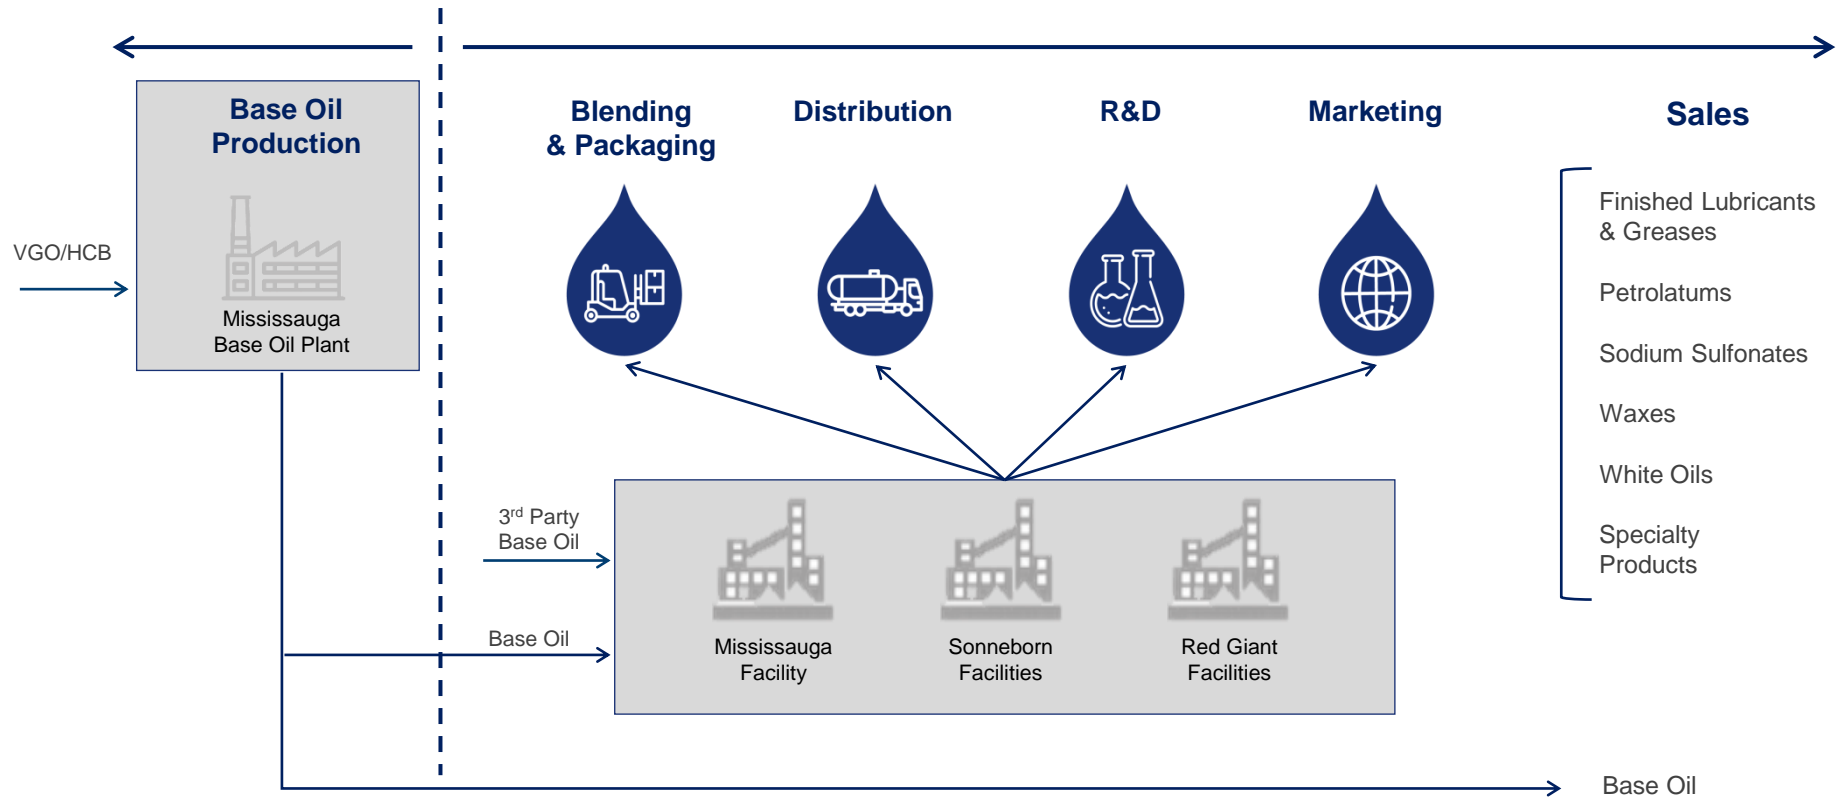 Base Oil
Production
VGO/HCB
Mississauga
Base Oil Plant
Blending
& Packaging
Distribution
R&D
Marketing
Sales
Finished Lubricants
& Greases
Petrolatums
Sodium Sulfonates
Waxes
White Oils
Specialty
Products
3rd Party
Base Oil
Base Oil
Mississauga
Facility
Sonneborn
Facilities
Red Giant
Facilities
Base Oil